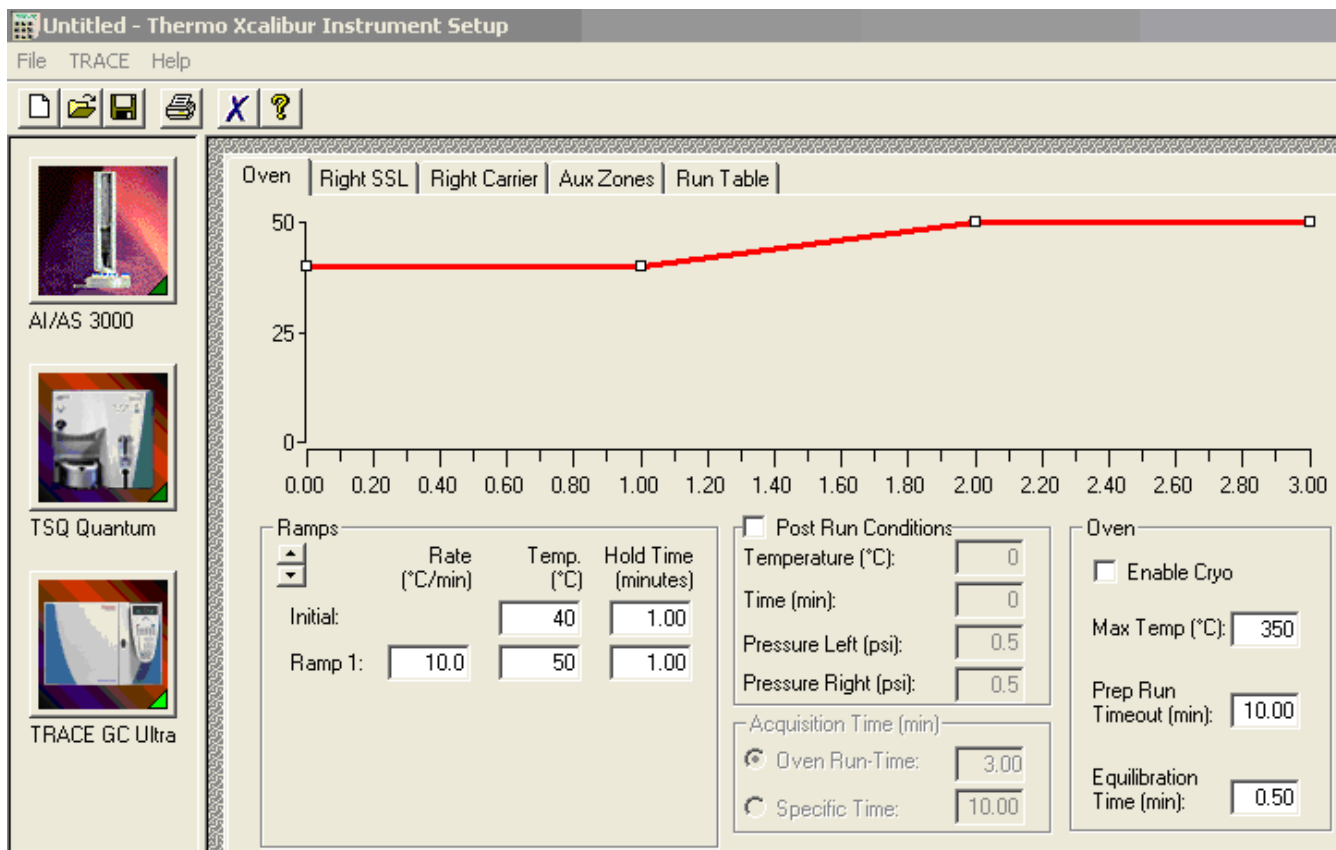 Untitled - Thermo Xcalibur Instrument Setup
File TRACE Help
AI/AS 3000
TSQ Quantum
TRACE GC Ultra
Oven Right SSL Right Carrier Aux Zones Run Table
50
25
0
0.00 0.20 0.40 0.60 0.80 1.00 1.20 1.40 1.60 1.80 2.00 2.20 2.40 2.60 2.80 3.00
Ramps
Rate (°C/min) Temp. (°C) Hold Time (minutes)
Initial: 40 1.00
Ramp 1: 10.0 50 1.00
Post Run Conditions
Temperature (°C): 0
Time (min): 0
Pressure Left (psi): 0.5
Pressure Right (psi): 0.5
Acquisition Time (min)
Oven Run-Time: 3.00
Specific Time: 10.00
Oven
Enable Cryo
Max Temp (°C): 350
Prep Run
Timeout (min): 10.00
Equilibration
Time (min): 0.50